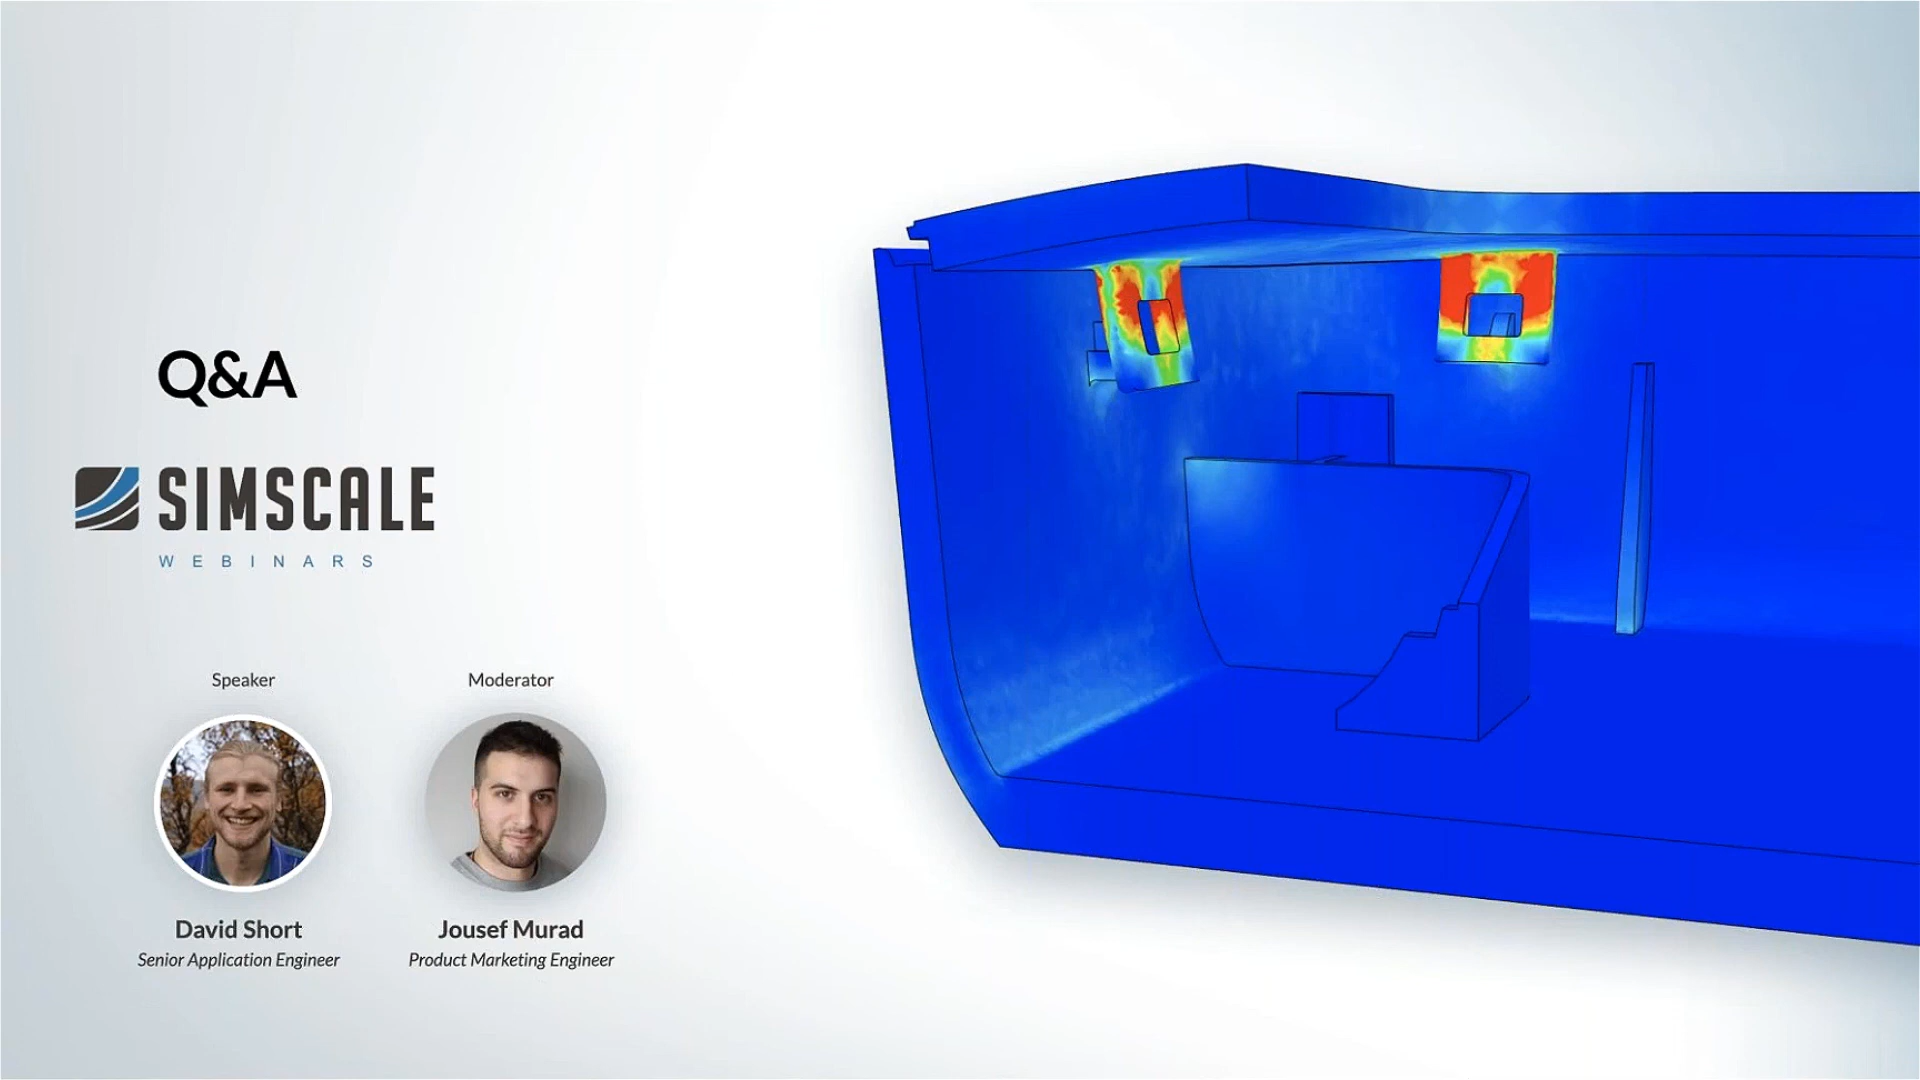 Q&A
SIMSCALE
WEBINARS
Speaker
Moderator
David Short
Jousef Murad
Senior Application Engineer
Product Marketing Engineer